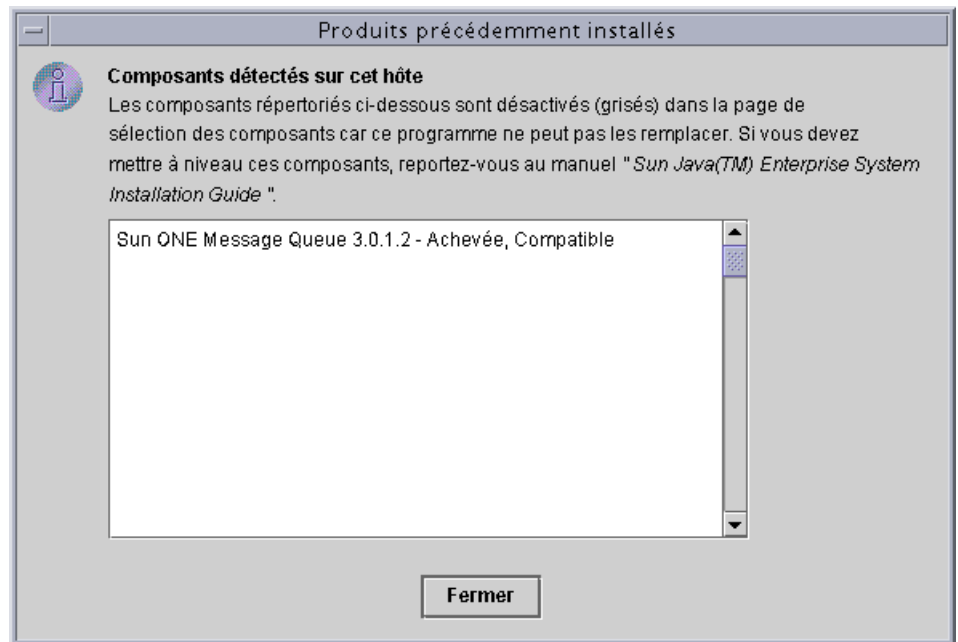 Produits précédemment installés
Composants détectés sur cet hôte
Les composants répertoriés ci-dessous sont désactivés (grisés) dans la page de
sélection des composants car ce programme ne peut pas les remplacer. Si vous devez
mettre à niveau ces composants, reportez-vous au manuel " Sun Java(TM) Enterprise System
Installation Guide ".
Sun ONE Message Queue 3.0.1.2 - Achevée, Compatible
Fermer